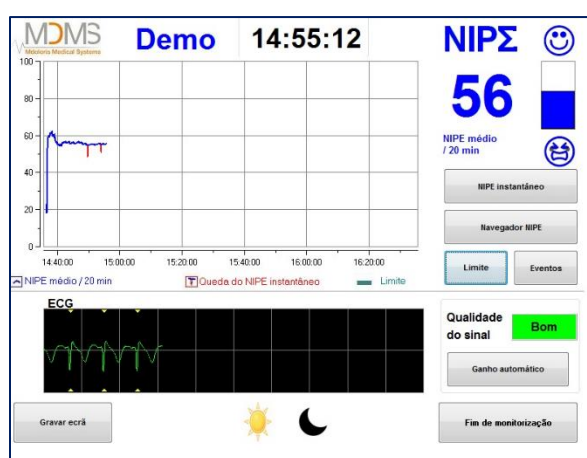 MDMS
Mdoloris Medical Systems
Demo
14:55:12
NIPΣ
100
80
60
40
20
0
14:40:00 15:00:00 15:20:00 15:40:00 16:00:00 16:20:00
NIPE médio / 20 min
Queda do NIPE instantâneo
Limite
56
NIPE médio
/ 20 min
NIPE instantâneo
Navegador NIPE
Limite
Eventos
ECG
Qualidade
do sinal
Bom
Ganho automático
Gravar ecrã
Fim de monitorização